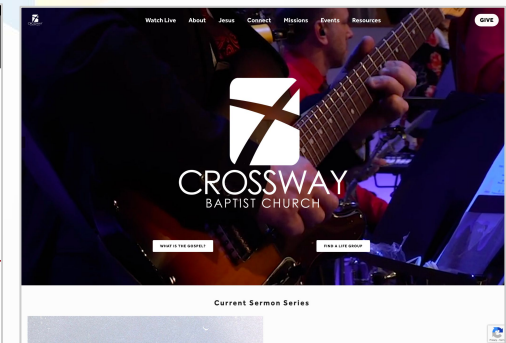 Watch Live About Jesus Connect Missions Events Resources GIVE
CROSSWAY
BAPTIST CHURCH
WHAT IS THE GOSPEL? FIND A LIFE GROUP
Current Sermon Series